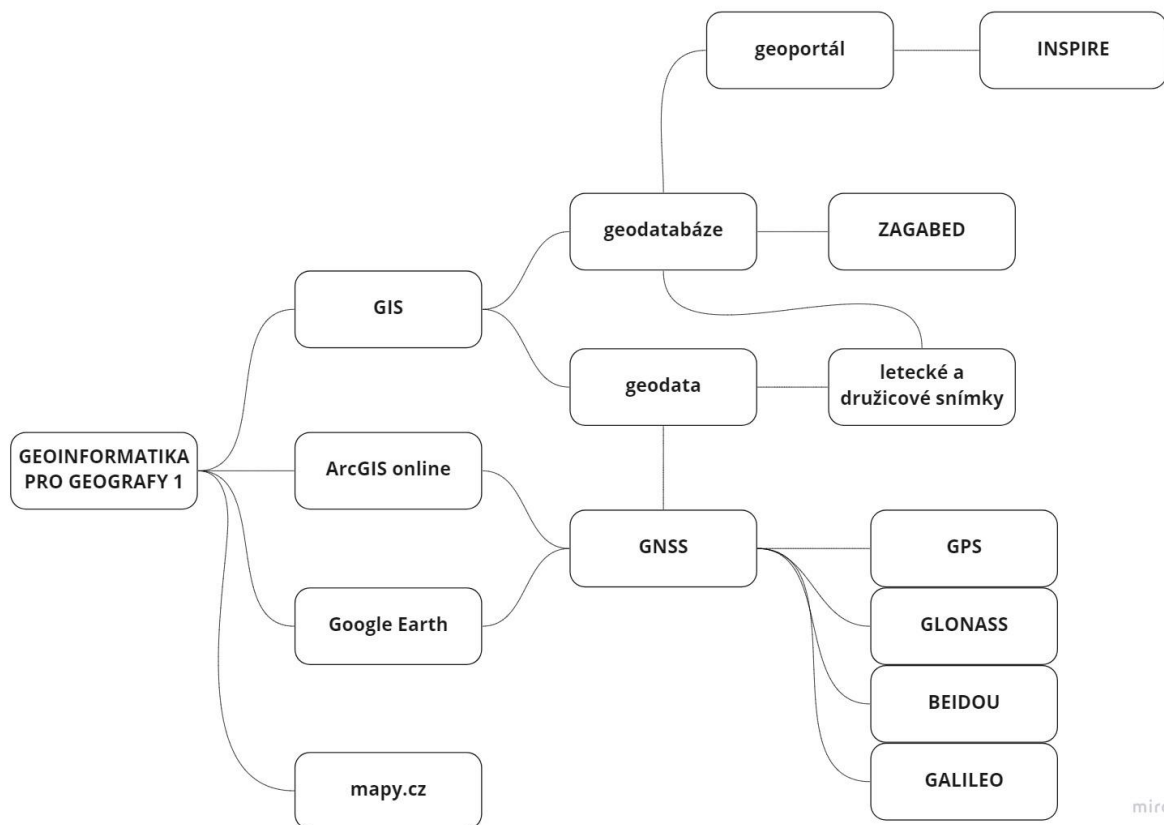 geoportál
INSPIRE
geodatabáze
ZAGABED
GIS
geodata
letecké a
družicové snímky
GEOINFORMATIKA
PRO GEOGRAFY 1
ArcGIS online
GNSS
GPS
Google Earth
GLONASS
BEIDOU
mapy.cz
GALILEO